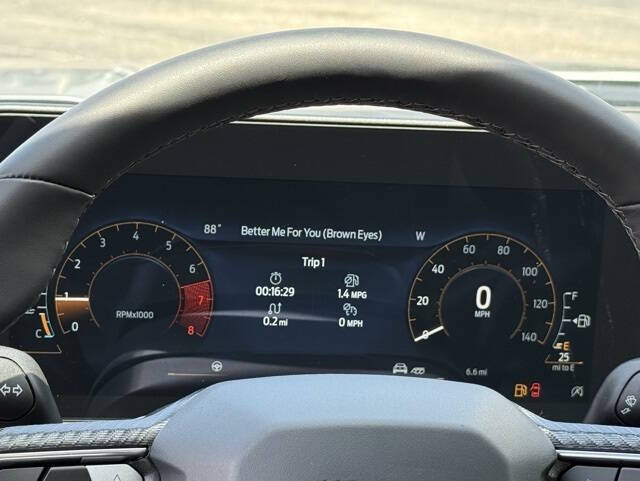 88° Better Me For You (Brown Eyes) W
Trip 1
00:16:29 1.4 MPG
0.2 mi 0 MPH
0 1 2 3 4 5 6 7 8
RPMx1000
0 20 40 60 80 100 120 140
0
MPH
C
F
E
25
mi to E
6.6 mi